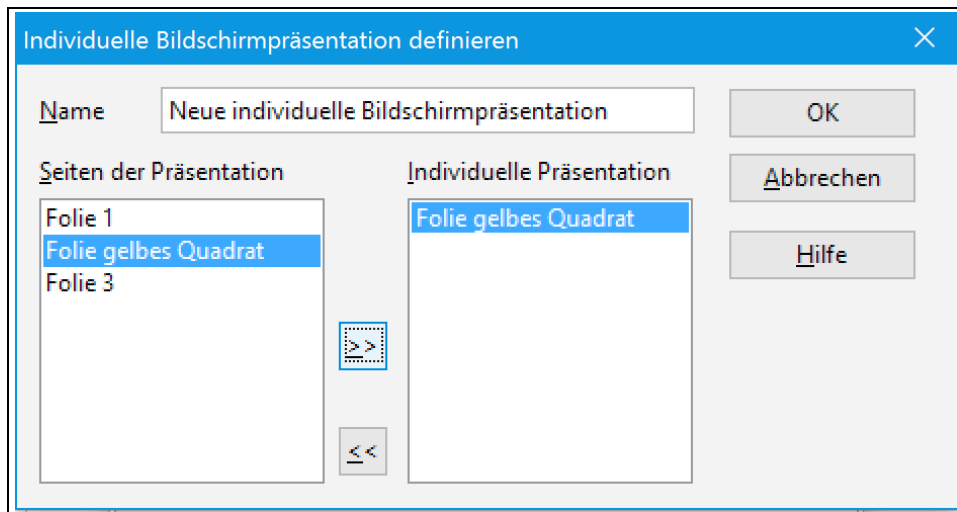 Individuelle Bildschirmpräsentation definieren
Name
Neue individuelle Bildschirmpräsentation
OK
Seiten der Präsentation
Individuelle Präsentation
Abbrechen
Folie 1
Folie gelbes Quadrat
Folie 3
Folie gelbes Quadrat
Hilfe
>>
<<